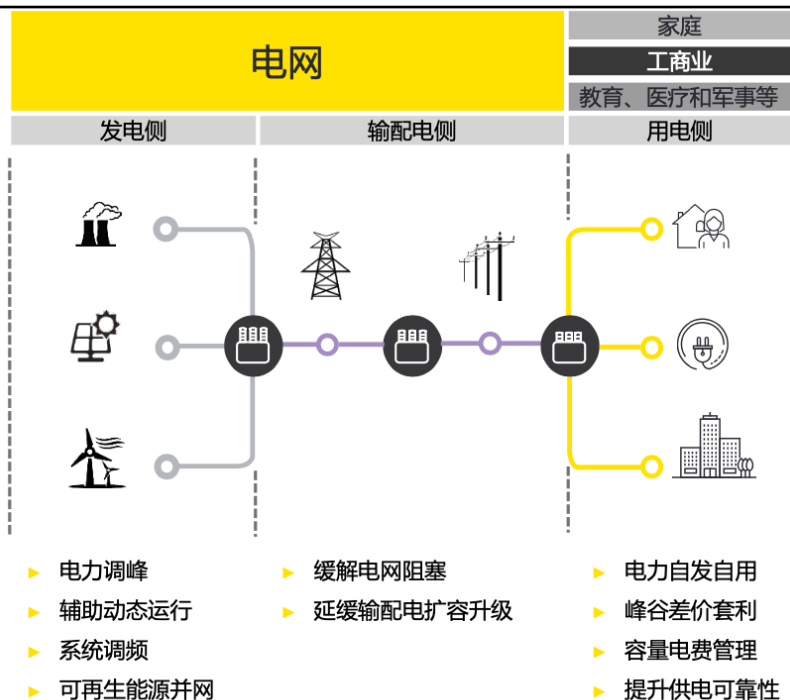 电网
家庭
工商业
教育、医疗和军事等
发电侧
输配电侧
用电侧
电力调峰
辅助动态运行
系统调频
可再生能源并网
缓解电网阻塞
延缓输配电扩容升级
电力自发自用
峰谷差价套利
容量电费管理
提升供电可靠性